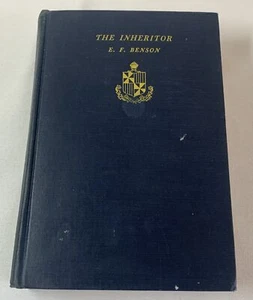 THE INHERITOR
E. F. BENSON